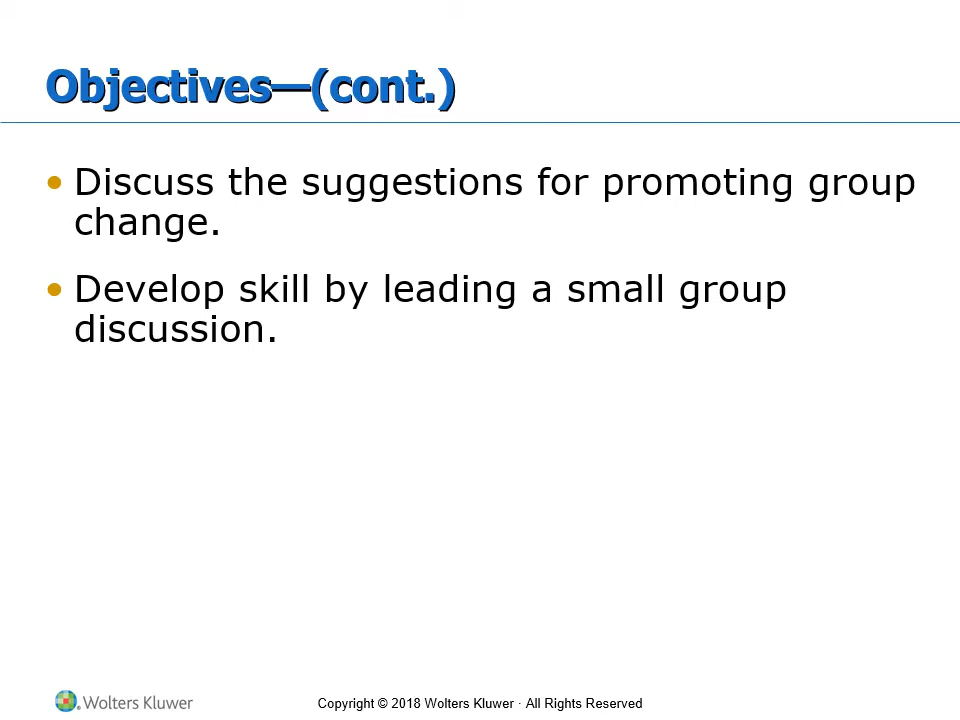 Objectives—(cont.)
• Discuss the suggestions for promoting group
change.
• Develop skill by leading a small group
discussion.
Wolters Kluwer
Copyright © 2018 Wolters Kluwer · All Rights Reserved